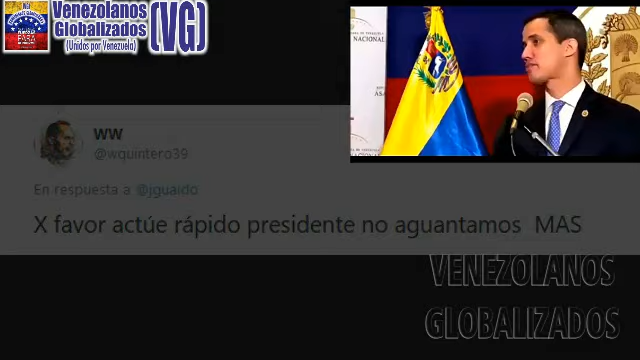 Venezolanos
Globalizados
(Unidos por Venezuela)
(VG)
WW
@wquintero39
En respuesta a @jguaido
X favor actúe rápido presidente no aguantamos MAS
VENEZOLANOS
GLOBALIZADOS